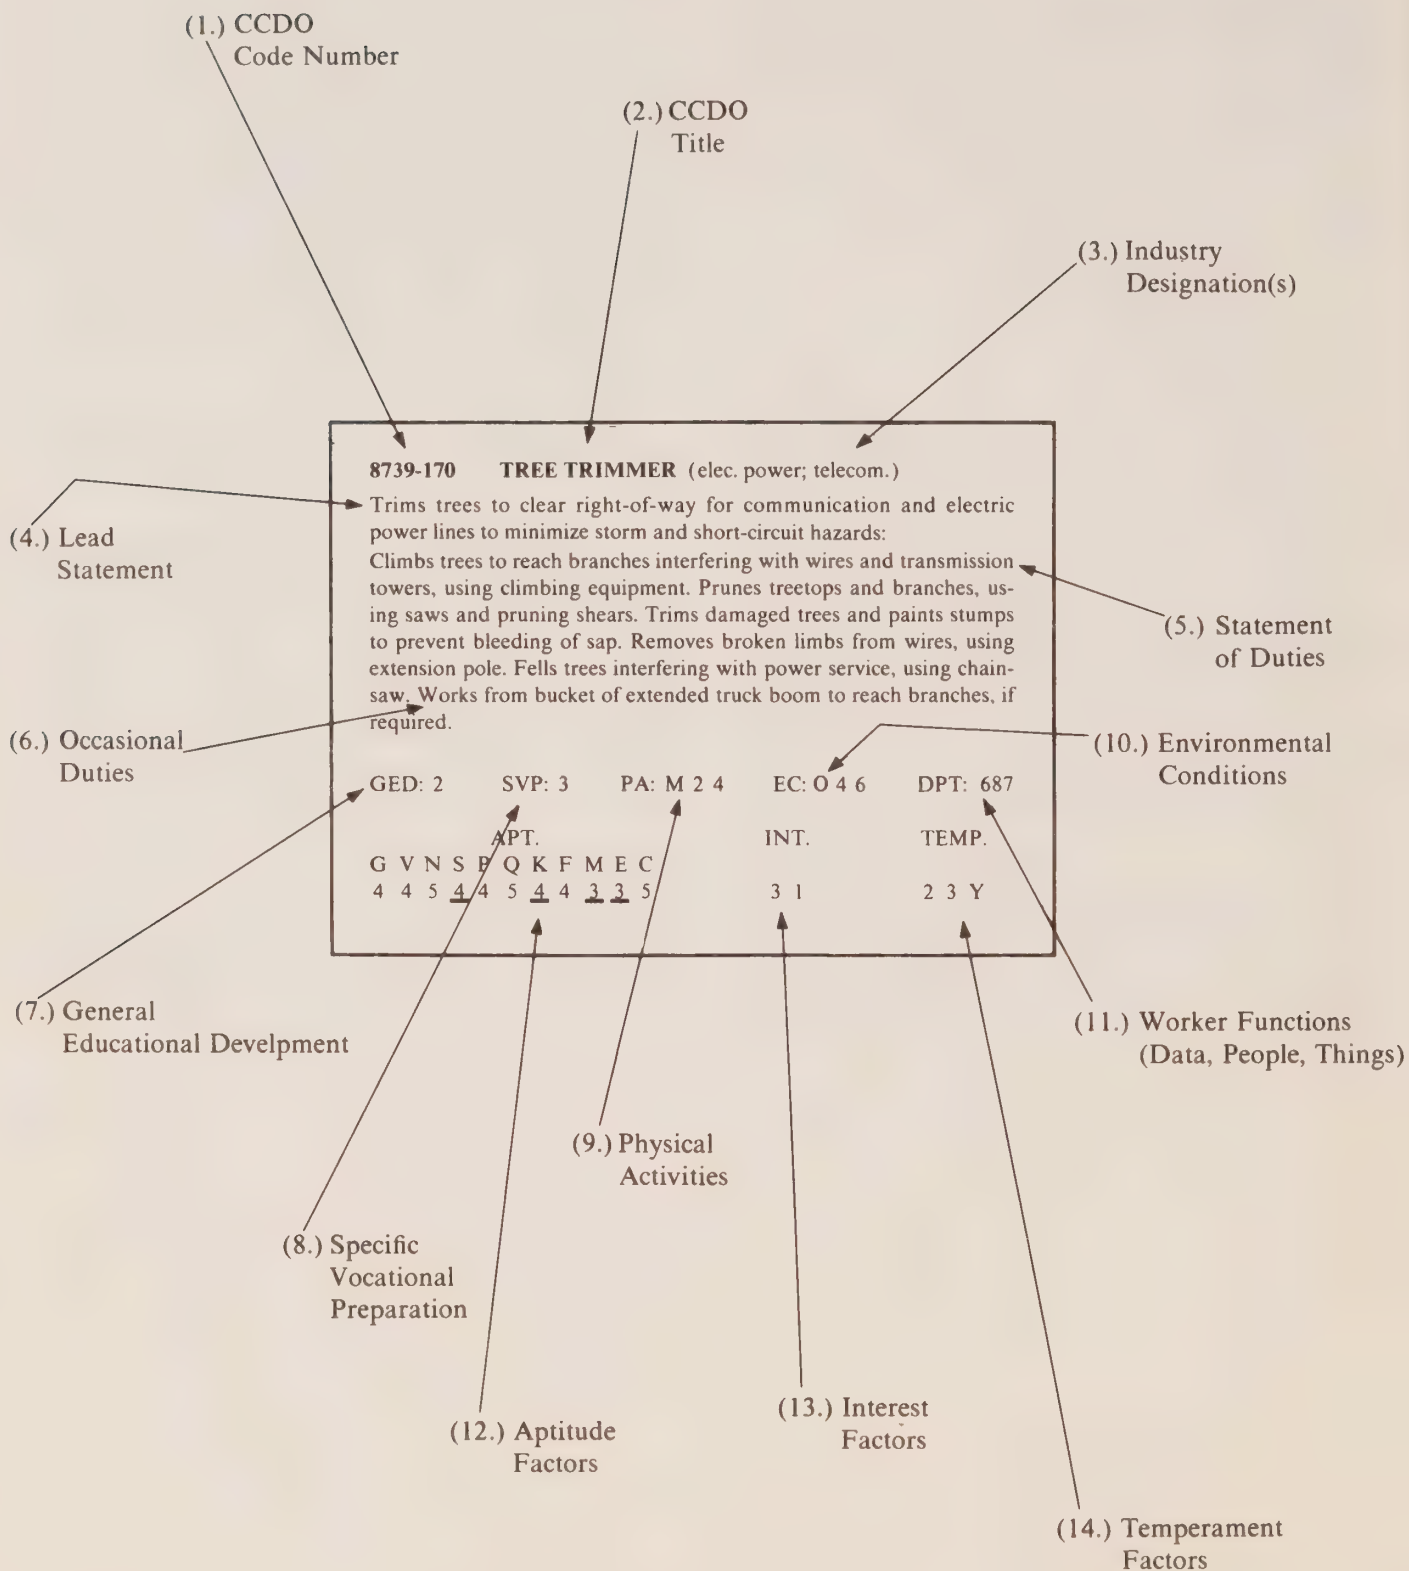 (1.) CCDO
Code Number
(2.) CCDO
Title
(3.) Industry
Designation(s)
8739-170 TREE TRIMMER (elec. power; telecom.)
Trims trees to clear right-of-way for communication and electric
power lines to minimize storm and short-circuit hazards:
Climbs trees to reach branches interfering with wires and transmission
towers, using climbing equipment. Prunes treetops and branches, us-
ing saws and pruning shears. Trims damaged trees and paints stumps
to prevent bleeding of sap. Removes broken limbs from wires, using
extension pole. Fells trees interfering with power service, using chain-
saw. Works from bucket of extended truck boom to reach branches, if
required.
(4.) Lead
Statement
(5.) Statement
of Duties
(6.) Occasional
Duties
(10.) Environmental
Conditions
GED: 2 SVP: 3 PA: M 2 4 EC: O 4 6 DPT: 687
APT. INT. TEMP.
G V N S P Q K F M E C
4 4 5 4 4 5 4 4 3 3 5 3 1 2 3 Y
(7.) General
Educational Develpment
(11.) Worker Functions
(Data, People, Things)
(9.) Physical
Activities
(8.) Specific
Vocational
Preparation
(12.) Aptitude
Factors
(13.) Interest
Factors
(14.) Temperament
Factors